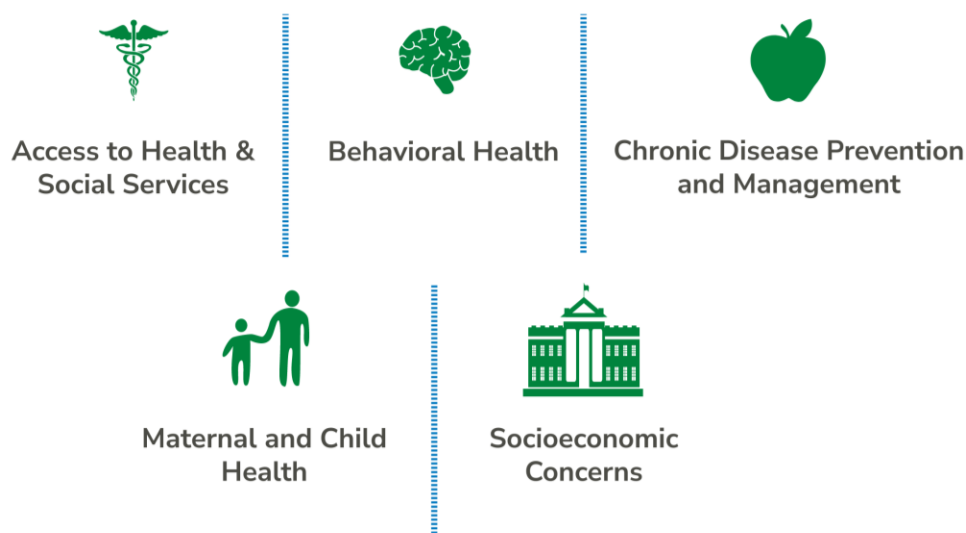 Access to Health &
Social Services
Behavioral Health
Chronic Disease Prevention
and Management
Maternal and Child
Health
Socioeconomic
Concerns